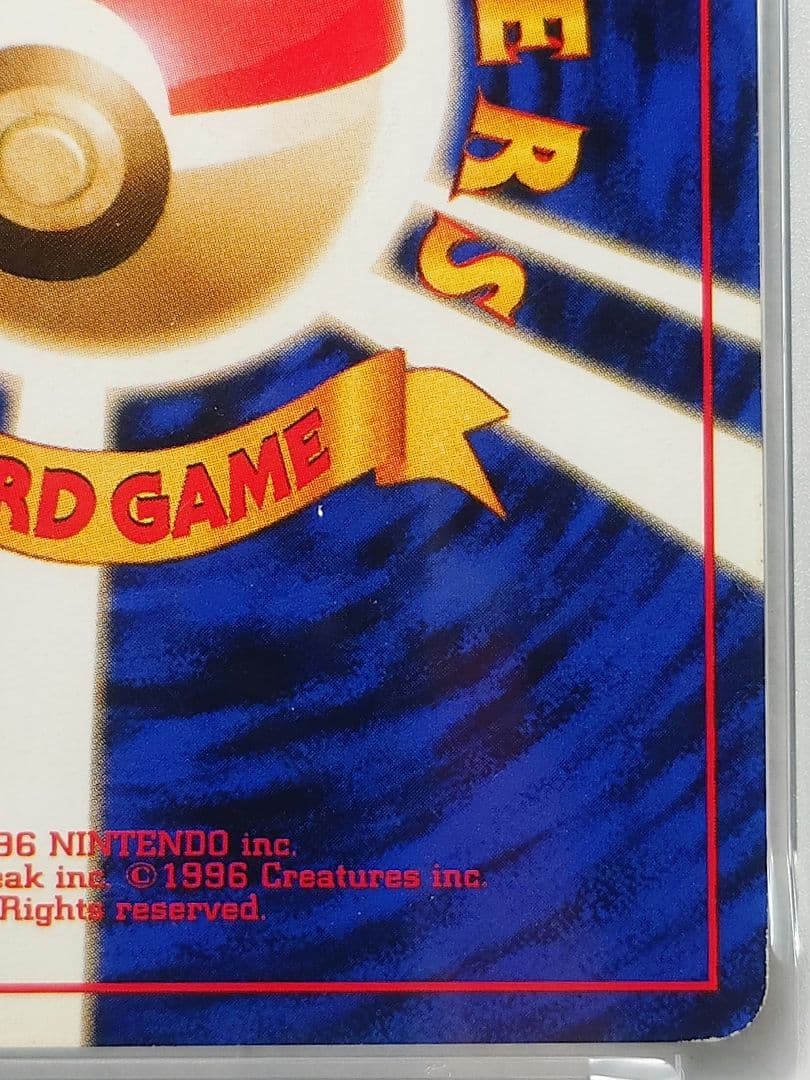 ERS
RD GAME
96 NINTENDO inc.
eak inc. ©1996 Creatures inc.
Rights reserved.